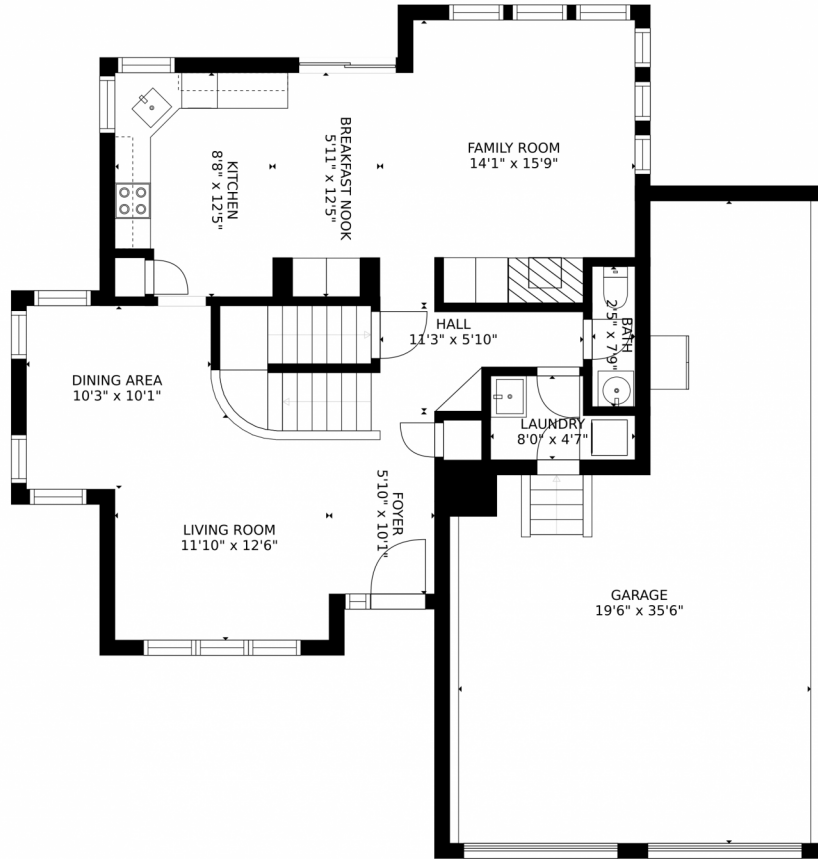 FAMILY ROOM
14'1" x 15'9"
BREAKFAST NOOK
5'11" x 12'5"
KITCHEN
8'8" x 12'5"
HALL
11'3" x 5'10"
BATH
2'5" x 7'9"
DINING AREA
10'3" x 10'1"
LAUNDRY
8'0" x 4'7"
FOYER
5'10" x 10'1"
LIVING ROOM
11'10" x 12'6"
GARAGE
19'6" x 35'6"